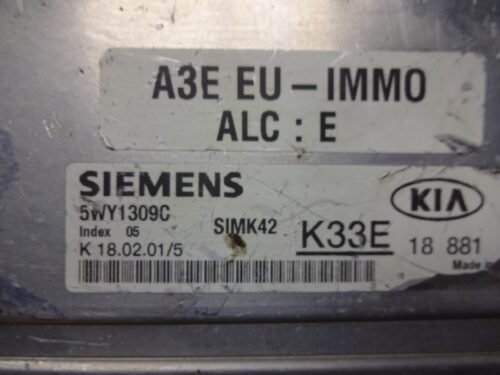 A3E EU - IMMO
ALC : E
SIEMENS
5WY1309C
Index 05
SIMK42
K 18.02.01/5
K33E
KIA
18 881
Made